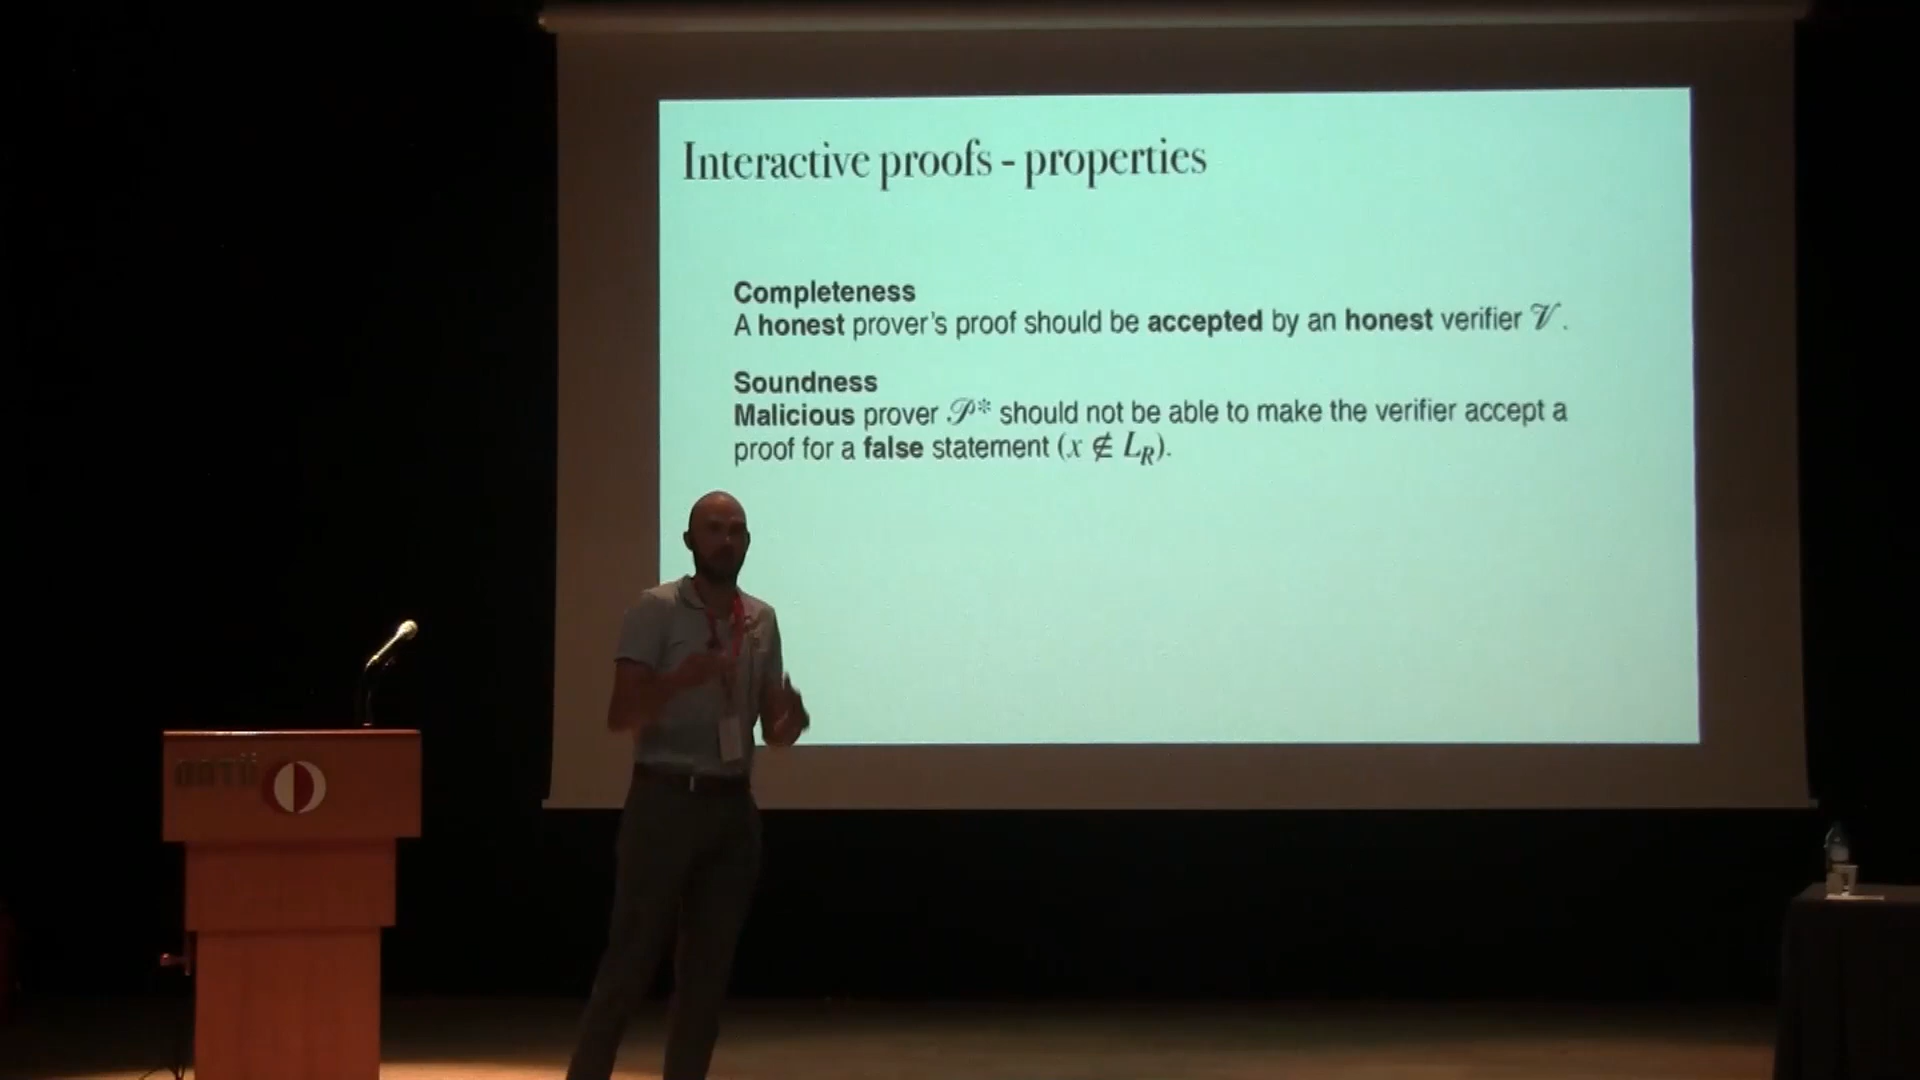 Interactive proofs - properties
Completeness
A honest prover's proof should be accepted by an honest verifier 𝒱.
Soundness
Malicious prover 𝒫* should not be able to make the verifier accept a
proof for a false statement (x ∉ L_R).
ODTÜ